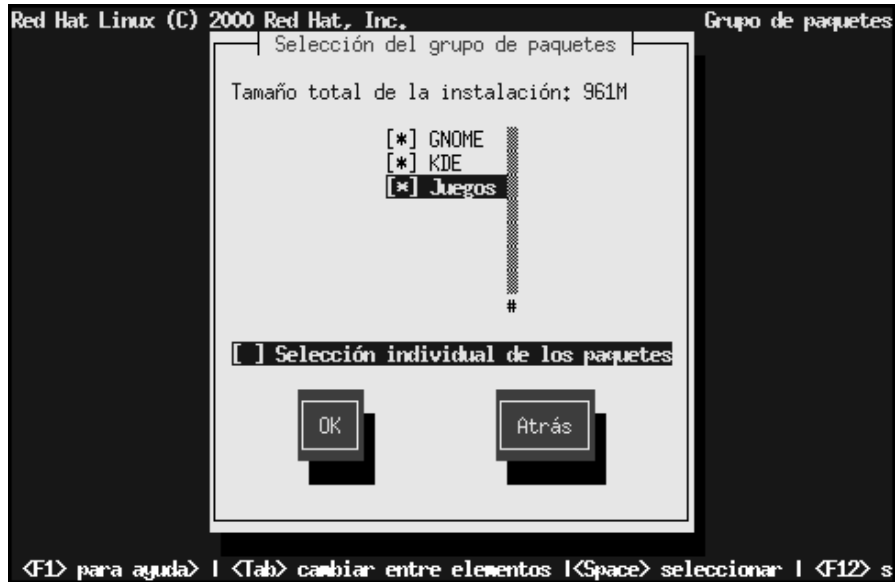 Red Hat Linux (C) 2000 Red Hat, Inc. Grupo de paquetes
Selección del grupo de paquetes
Tamaño total de la instalación: 961M
[*] GNOME
[*] KDE
[*] Juegos
#
[ ] Selección individual de los paquetes
OK Atrás
<F1> para ayuda> | <Tab> cambiar entre elementos |<Space> seleccionar | <F12> s